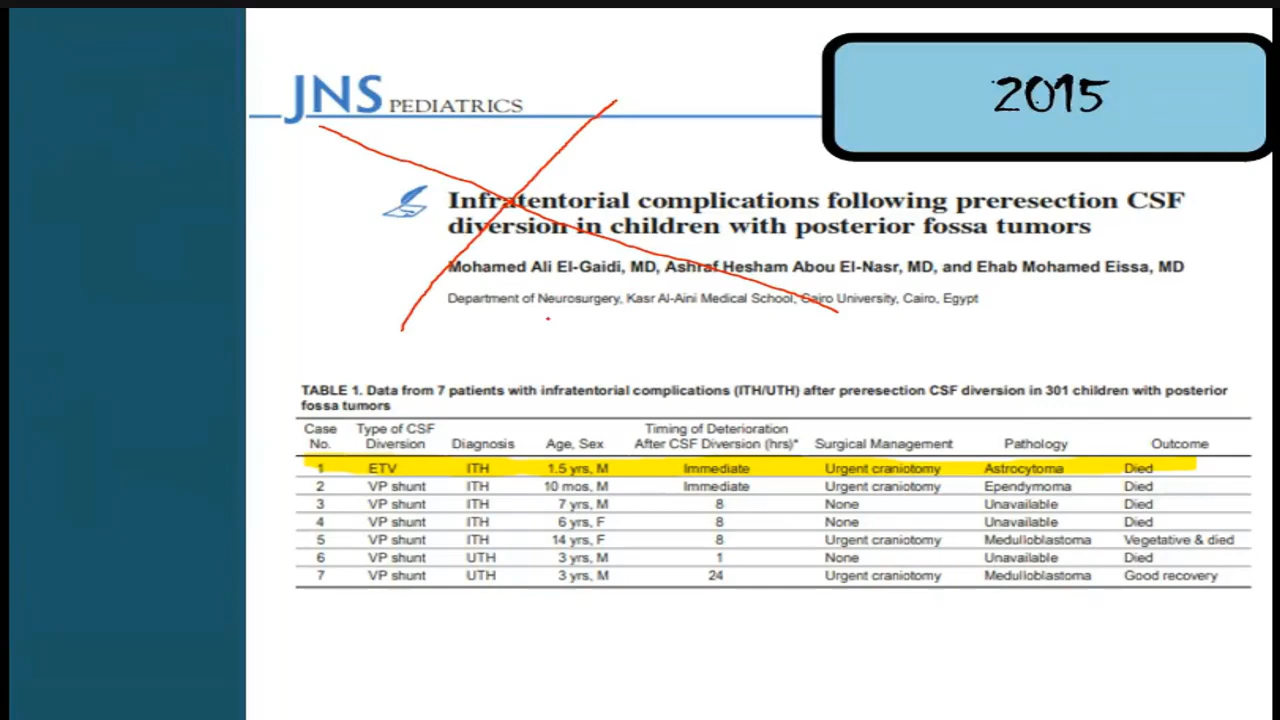 2015
JNS PEDIATRICS
Infratentorial complications following preresection CSF
diversion in children with posterior fossa tumors
Mohamed Ali El-Gaidi, MD, Ashraf Hesham Abou El-Nasr, MD, and Ehab Mohamed Eissa, MD
Department of Neurosurgery, Kasr Al-Aini Medical School, Cairo University, Cairo, Egypt
TABLE 1. Data from 7 patients with infratentorial complications (ITH/UTH) after preresection CSF diversion in 301 children with posterior
fossa tumors
Case Type of CSF Timing of Deterioration
No. Diversion Diagnosis Age, Sex After CSF Diversion (hrs)* Surgical Management Pathology Outcome
1 ETV ITH 1.5 yrs, M Immediate Urgent craniotomy Astrocytoma Died
2 VP shunt ITH 10 mos, M Immediate Urgent craniotomy Ependymoma Died
3 VP shunt ITH 7 yrs, M 8 None Unavailable Died
4 VP shunt ITH 6 yrs, F 8 None Unavailable Died
5 VP shunt ITH 14 yrs, F 8 Urgent craniotomy Medulloblastoma Vegetative & died
6 VP shunt UTH 3 yrs, M 1 None Unavailable Died
7 VP shunt UTH 3 yrs, M 24 Urgent craniotomy Medulloblastoma Good recovery